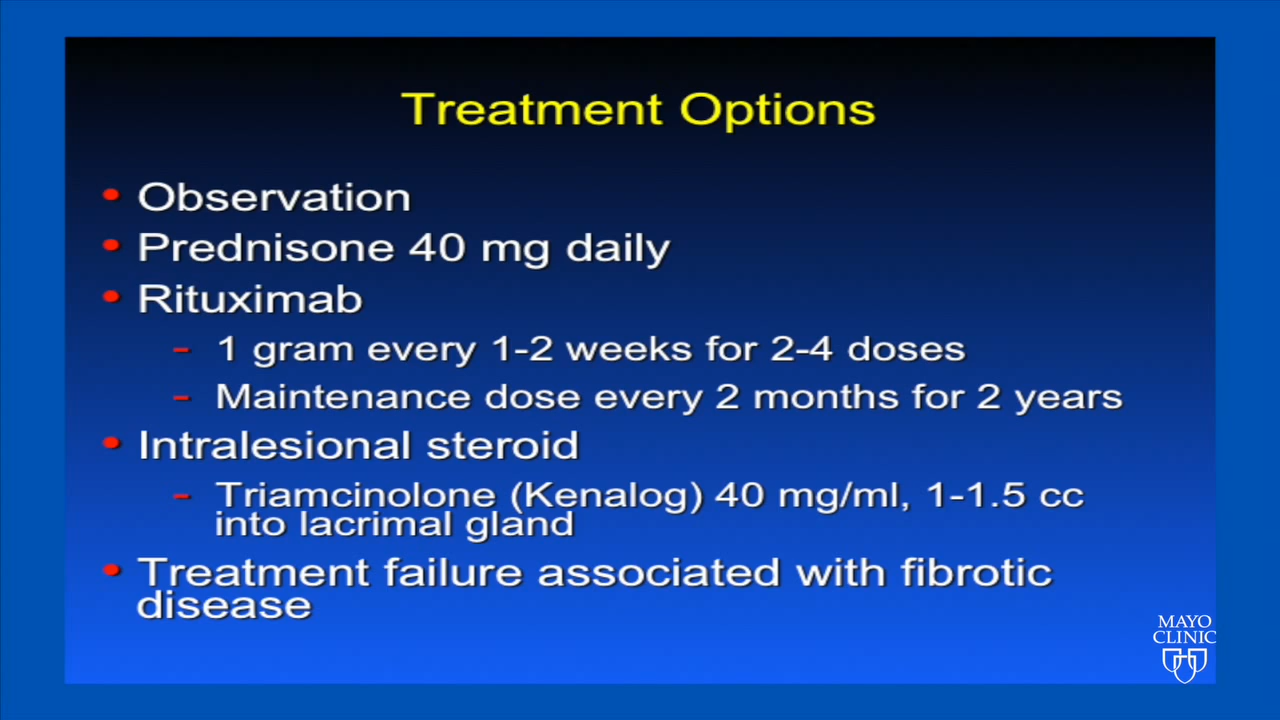 Treatment Options
• Observation
• Prednisone 40 mg daily
• Rituximab
- 1 gram every 1-2 weeks for 2-4 doses
- Maintenance dose every 2 months for 2 years
• Intralesional steroid
- Triamcinolone (Kenalog) 40 mg/ml, 1-1.5 cc
into lacrimal gland
• Treatment failure associated with fibrotic
disease
MAYO
CLINIC